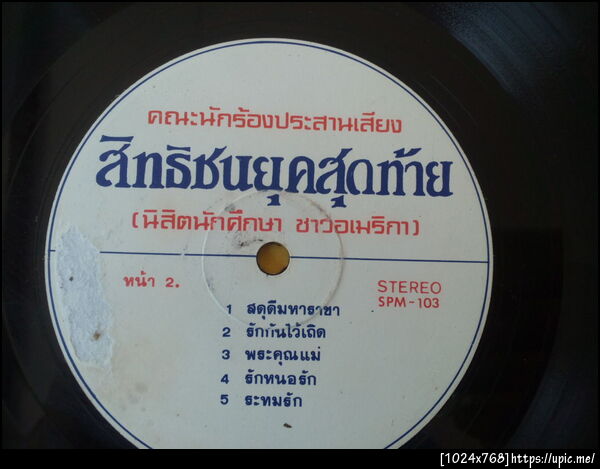 คณะนักร้องประสานเสียง
สิทธิชนยุคสุดท้าย
(นิสิตนักศึกษา ชาวอเมริกา)
หน้า 2.
STEREO
SPM-103
1 สดุดีมหาราชา
2 รักกันไว้เถิด
3 พระคุณแม่
4 รักหนอรัก
5 ระทมรัก
[1024x768]https://upic.me/